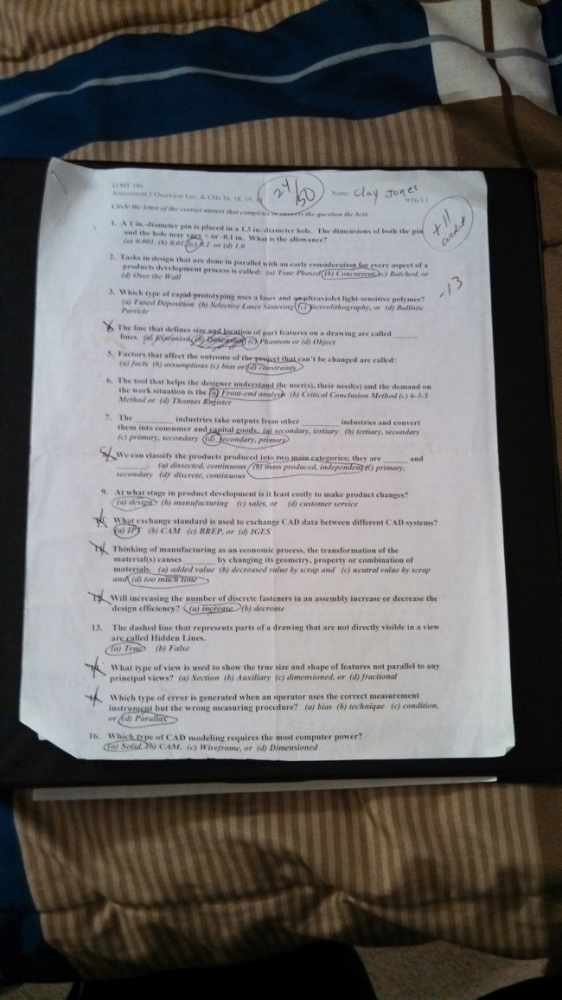 ITMT 186
24/50
Name: Clay Jones
Assessment 1 Overview Lec. & CHs 16, 18, 19,
9/16/13
Circle the letter of the correct answer that completes or answers the question the best.
+11 credit
-13
1. A 1 in.-diameter pin is placed in a 1.3 in.-diameter hole. The dimensions of both the pin
and the hole may vary + or -0.1 in. What is the allowance?
(a) 0.001, (b) 0.01, (c) 0.1 or (d) 1.0
2. Tasks in design that are done in parallel with an early consideration for every aspect of a
products development process is called: (a) Time Phased (b) Concurrent, (c) Batched, or
(d) Over the Wall
3. Which type of rapid prototyping uses a laser and an ultraviolet light-sensitive polymer?
(a) Fused Deposition (b) Selective Laser Sintering (c) Stereolithography, or (d) Ballistic
Particle
The line that defines size and location of part features on a drawing are called ______
lines. (a) Extension, (b) Dimension (c) Phantom or (d) Object
5. Factors that affect the outcome of the project that can't be changed are called:
(a) facts (b) assumptions (c) bias or (d) constraints
6. The tool that helps the designer understand the user(s), their need(s) and the demand on
the work situation is the (a) Front-end analysis (b) Critical Conclusion Method (c) 6-3-5
Method or (d) Thomas Register
7. The ________ industries take outputs from other ________ industries and convert
them into consumer and capital goods. (a) secondary, tertiary (b) tertiary, secondary
(c) primary, secondary (d) secondary, primary
8. We can classify the products produced into two main categories; they are ______ and
______. (a) dissected, continuous (b) mass produced, independent (c) primary,
secondary (d) discrete, continuous
9. At what stage in product development is it least costly to make product changes?
(a) design (b) manufacturing (c) sales, or (d) customer service
What exchange standard is used to exchange CAD data between different CAD systems?
(a) IPT (b) CAM (c) BREP, or (d) IGES
Thinking of manufacturing as an economic process, the transformation of the
material(s) causes ______ by changing its geometry, property or combination of
materials. (a) added value (b) decreased value by scrap and (c) neutral value by scrap
and (d) too much time
Will increasing the number of discrete fasteners in an assembly increase or decrease the
design efficiency? (a) increase (b) decrease
13. The dashed line that represents parts of a drawing that are not directly visible in a view
are called Hidden Lines.
(a) True (b) False
What type of view is used to show the true size and shape of features not parallel to any
principal views? (a) Section (b) Auxiliary (c) dimensioned, or (d) fractional
Which type of error is generated when an operator uses the correct measurement
instrument but the wrong measuring procedure? (a) bias (b) technique (c) condition,
or (d) Parallax
16. Which type of CAD modeling requires the most computer power?
(a) Solid (b) CAM, (c) Wireframe, or (d) Dimensioned